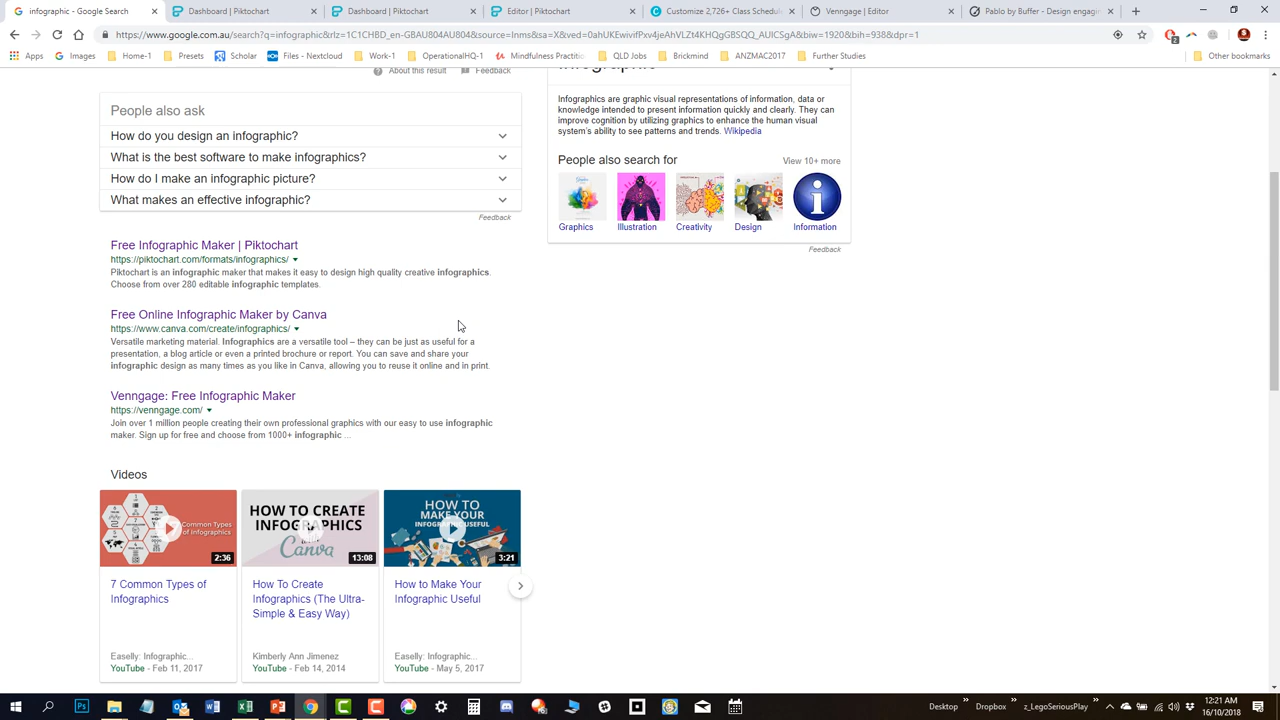 infographic - Google Search
Dashboard | Piktochart
Dashboard | Piktochart
Editor | Piktochart
Customize 2,726+ Class Schedul
Venngage | Editor
Pablo by Buffer - Design engagin
https://www.google.com.au/search?q=infographic&rlz=1C1CHBD_en-GBAU804AU804&source=lnms&sa=X&ved=0ahUKEwivifPxv4jeAhVLZt4KHQgGBSQQ_AUICSgA&biw=1920&bih=938&dpr=1
Apps
Images
Home-1
Presets
Scholar
Files - Nextcloud
Work-1
OperationalHQ-1
Mindfulness Practiti
QLD Jobs
Brickmind
ANZMAC2017
Further Studies
Other bookmarks
About this result
Feedback
People also ask
How do you design an infographic?
What is the best software to make infographics?
How do I make an infographic picture?
What makes an effective infographic?
Feedback
Free Infographic Maker | Piktochart
https://piktochart.com/formats/infographics/
Piktochart is an infographic maker that makes it easy to design high quality creative infographics.
Choose from over 280 editable infographic templates.
Free Online Infographic Maker by Canva
https://www.canva.com/create/infographics/
Versatile marketing material. Infographics are a versatile tool – they can be just as useful for a
presentation, a blog article or even a printed brochure or report. You can save and share your
infographic design as many times as you like in Canva, allowing you to reuse it online and in print.
Venngage: Free Infographic Maker
https://venngage.com/
Join over 1 million people creating their own professional graphics with our easy to use infographic
maker. Sign up for free and choose from 1000+ infographic ...
Videos
Common Types
of Infographics
2:36
HOW TO CREATE
INFOGRAPHICS
Canva
13:08
HOW TO
MAKE YOUR
INFOGRAPHIC USEFUL
3:21
7 Common Types of
Infographics
Easelly: Infographic...
YouTube - Feb 11, 2017
How To Create
Infographics (The Ultra-
Simple & Easy Way)
Kimberly Ann Jimenez
YouTube - Feb 14, 2014
How to Make Your
Infographic Useful
Easelly: Infographic...
YouTube - May 5, 2017
Infographics are graphic visual representations of information, data or
knowledge intended to present information quickly and clearly. They can
improve cognition by utilizing graphics to enhance the human visual
system's ability to see patterns and trends. Wikipedia
People also search for
View 10+ more
Graphics
Illustration
Creativity
Design
Information
Feedback
Desktop
Dropbox
z_LegoSeriousPlay
12:21 AM
16/10/2018